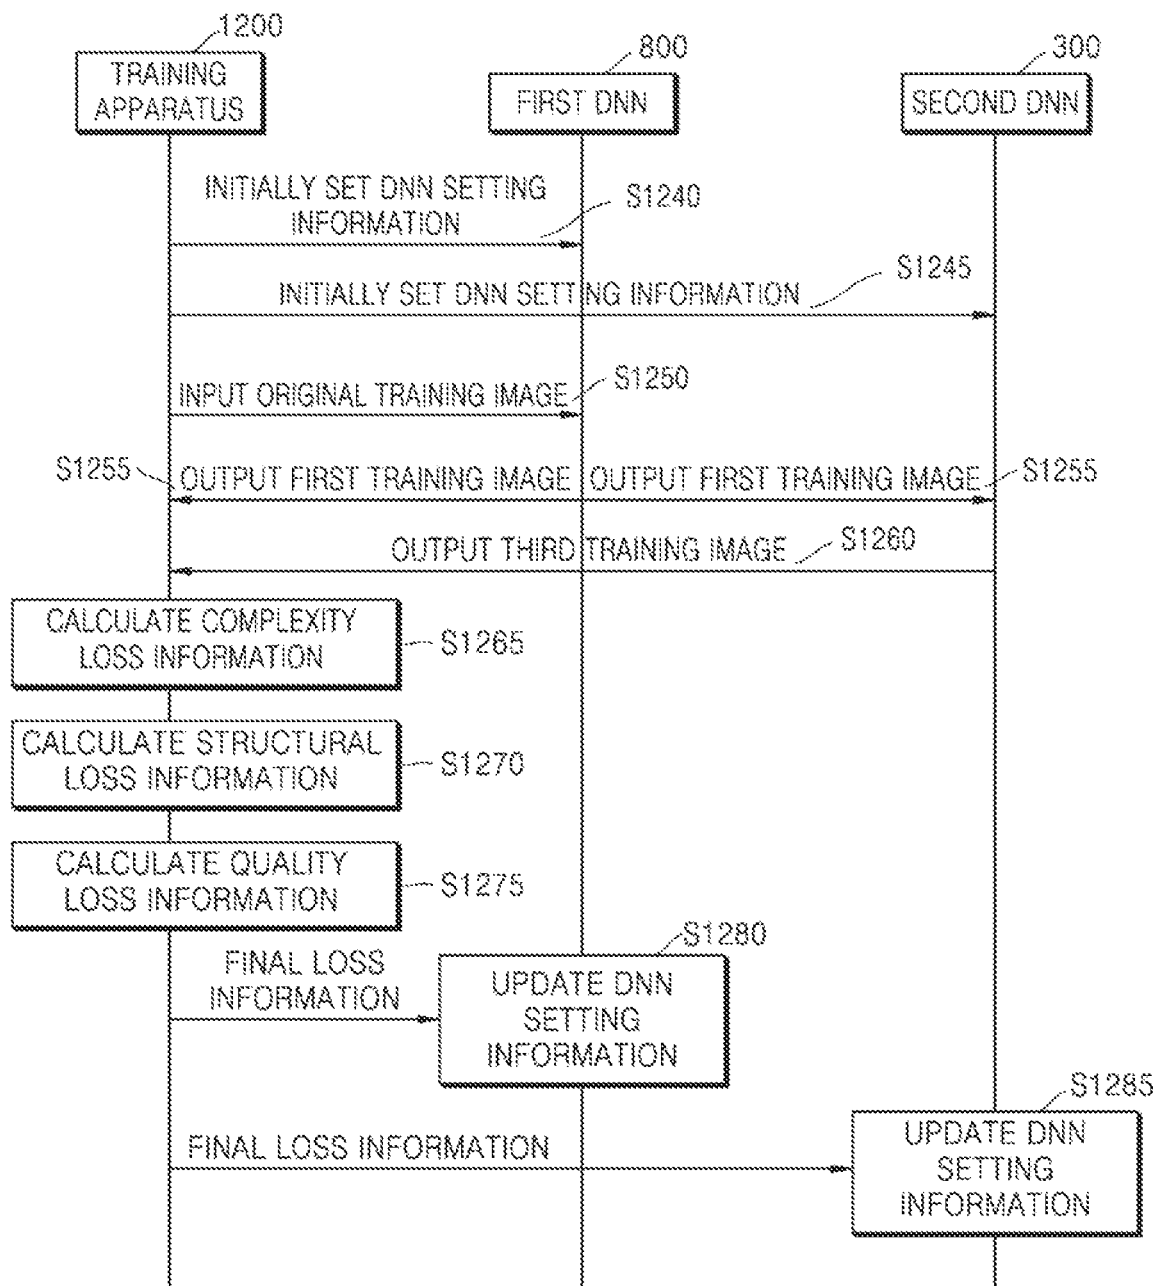 1200
800
300
TRAINING
APPARATUS
FIRST DNN
SECOND DNN
INITIALLY SET DNN SETTING
INFORMATION
S1240
S1245
INITIALLY SET DNN SETTING INFORMATION
S1250
INPUT ORIGINAL TRAINING IMAGE
S1255
OUTPUT FIRST TRAINING IMAGE
OUTPUT FIRST TRAINING IMAGE
S1255
OUTPUT THIRD TRAINING IMAGE
S1260
CALCULATE COMPLEXITY
LOSS INFORMATION
S1265
CALCULATE STRUCTURAL
LOSS INFORMATION
S1270
CALCULATE QUALITY
LOSS INFORMATION
S1275
FINAL LOSS
INFORMATION
S1280
UPDATE DNN
SETTING
INFORMATION
S1285
FINAL LOSS INFORMATION
UPDATE DNN
SETTING
INFORMATION